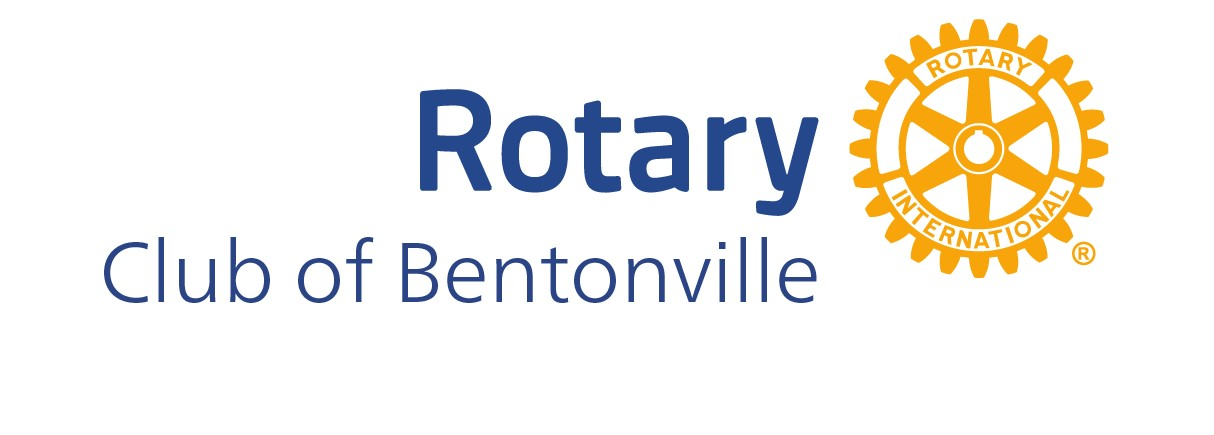 Rotary
Club of Bentonville
ROTARY
INTERNATIONAL
®